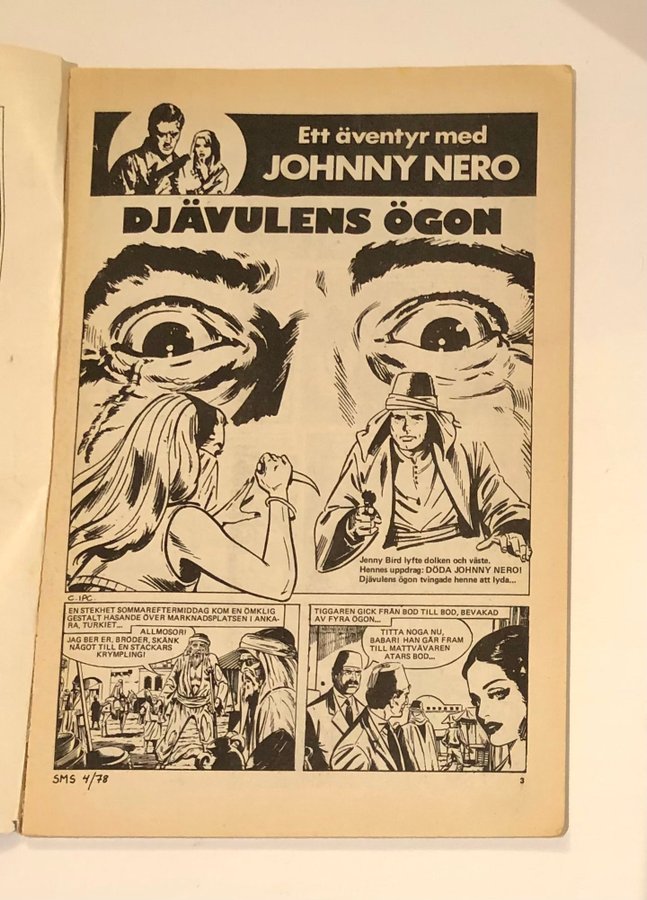 Ett äventyr med
JOHNNY NERO
DJÄVULENS ÖGON
Jenny Bird lyfte dolken och väste.
Hennes uppdrag: DÖDA JOHNNY NERO!
Djävulens ögon tvingade henne att lyda...
C. IPC.
EN STEKHET SOMMAREFTERMIDDAG KOM EN ÖMKLIG
GESTALT HASANDE ÖVER MARKNADSPLATSEN I ANKA-
RA, TURKIET...
ALLMOSOR!
JAG BER ER, BRÖDER, SKÄNK
NÅGOT TILL EN STACKARS
KRYMPLING!
TIGGAREN GICK FRÅN BOD TILL BOD, BEVAKAD
AV FYRA ÖGON...
TITTA NOGA NU,
BABAR! HAN GÅR FRAM
TILL MATTVÄVAREN
ATARS BOD...
SMS 4/78
3